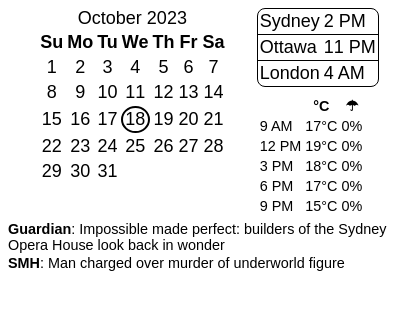 October 2023
Su Mo Tu We Th Fr Sa
1 2 3 4 5 6 7
8 9 10 11 12 13 14
15 16 17 18 19 20 21
22 23 24 25 26 27 28
29 30 31
Sydney 2 PM
Ottawa 11 PM
London 4 AM
°C ☂
9 AM 17°C 0%
12 PM 19°C 0%
3 PM 18°C 0%
6 PM 17°C 0%
9 PM 15°C 0%
Guardian: Impossible made perfect: builders of the Sydney
Opera House look back in wonder
SMH: Man charged over murder of underworld figure